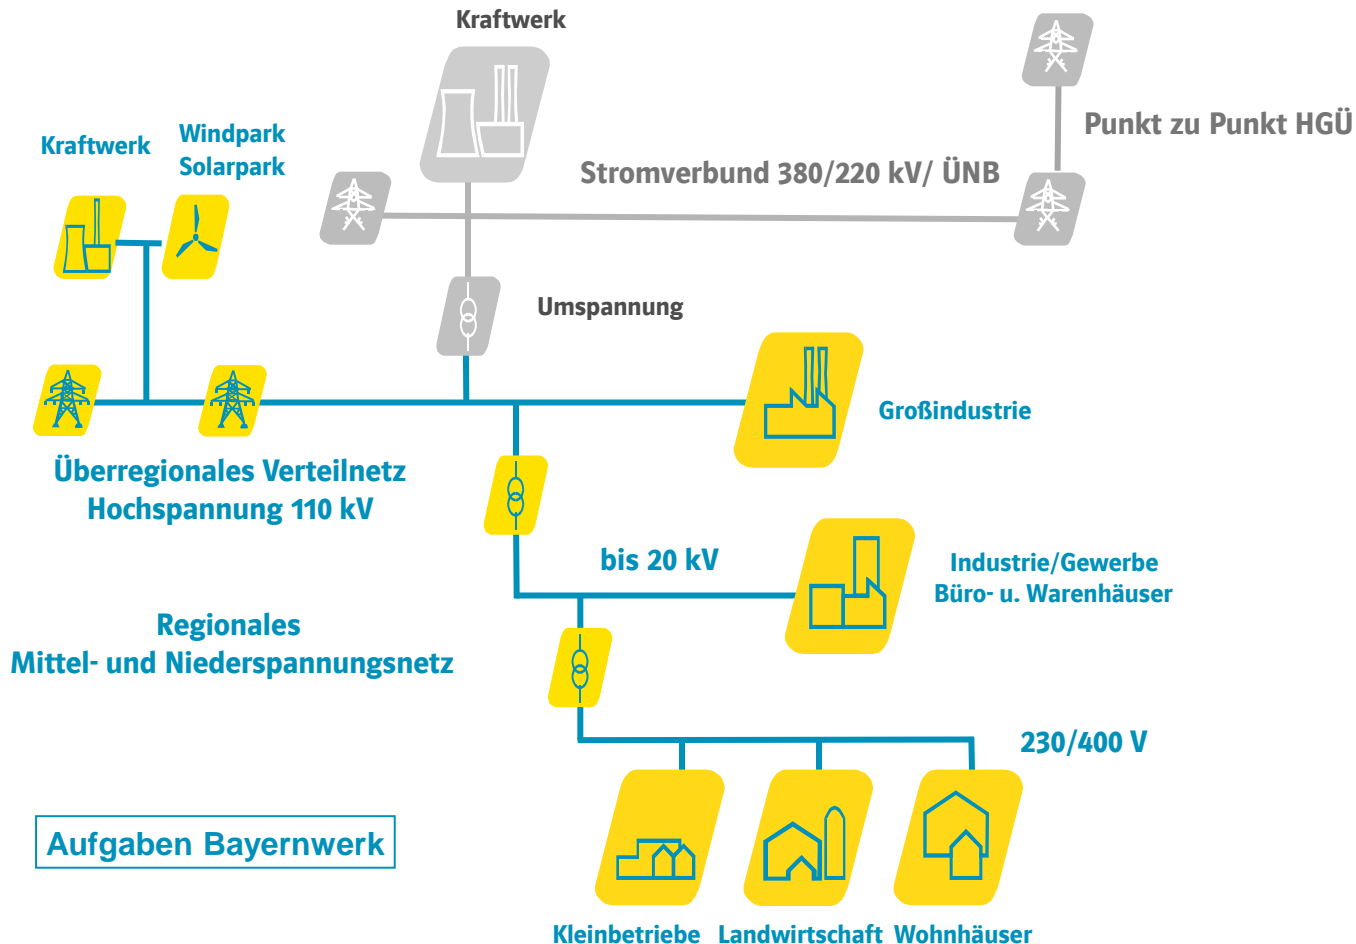 Kraftwerk
Punkt zu Punkt HGÜ
Kraftwerk
Windpark
Solarpark
Stromverbund 380/220 kV/ ÜNB
Umspannung
Großindustrie
Überregionales Verteilnetz
Hochspannung 110 kV
bis 20 kV
Industrie/Gewerbe
Büro- u. Warenhäuser
Regionales
Mittel- und Niederspannungsnetz
230/400 V
Aufgaben Bayernwerk
Kleinbetriebe
Landwirtschaft
Wohnhäuser